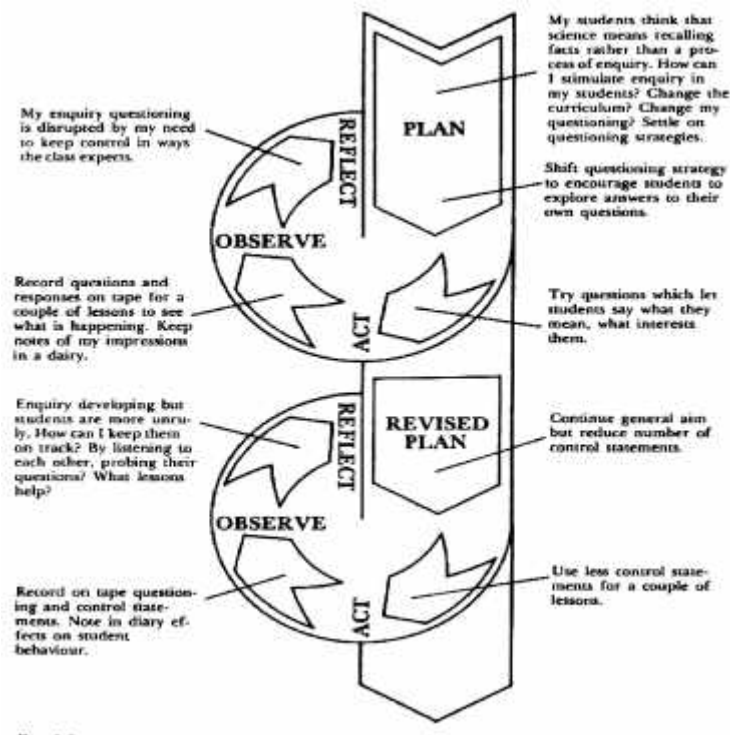 My students think that
science means recalling
facts rather than a pro-
cess of enquiry. How can
I stimulate enquiry in
my students? Change the
curriculum? Change my
questioning? Settle on
questioning strategies.
PLAN
Shift questioning strategy
to encourage students to
explore answers to their
own questions.
My enquiry questioning
is disrupted by my need
to keep control in ways
the class expects.
REFLECT
OBSERVE
Record questions and
responses on tape for a
couple of lessons to see
what is happening. Keep
notes of my impressions
in a dairy.
ACT
Try questions which let
students say what they
mean, what interests
them.
Enquiry developing but
students are more unru-
ly. How can I keep them
on track? By listening to
each other, probing their
questions? What lessons
help?
REFLECT
REVISED
PLAN
Continue general aim
but reduce number of
control statements.
OBSERVE
Record on tape question-
ing and control state-
ments. Note in diary ef-
fects on student
behaviour.
ACT
Use less control state-
ments for a couple of
lessons.